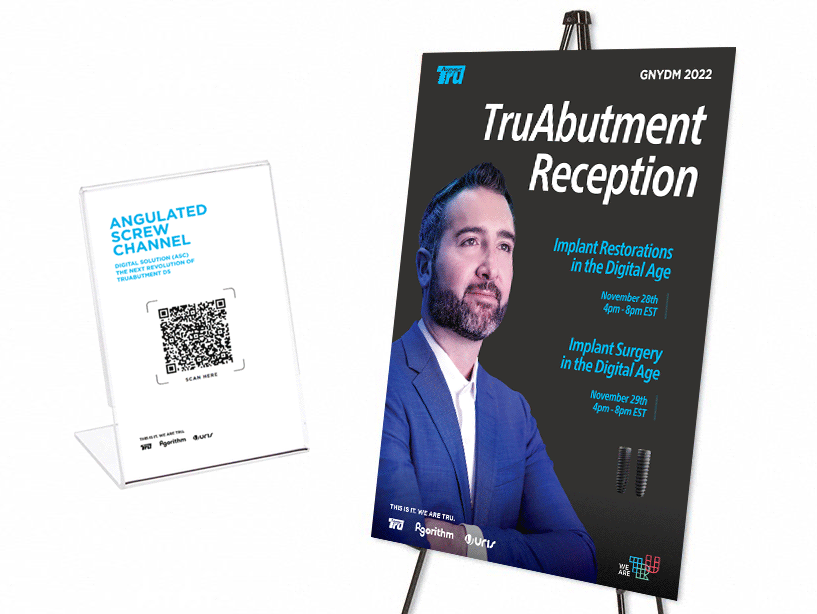 ANGULATED
SCREW
CHANNEL
DIGITAL SOLUTION (ASC)
THE NEXT REVOLUTION OF
TRUABUTMENT DS
SCAN HERE
THIS IS IT. WE ARE TRU.
Tru
Agorithm
uris
Tru
GNYDM 2022
TruAbutment
Reception
Implant Restorations
in the Digital Age
November 28th
4pm - 8pm EST
Implant Surgery
in the Digital Age
November 29th
4pm - 8pm EST
THIS IS IT. WE ARE TRU.
Tru
Agorithm
uris
WE
ARE
TRU